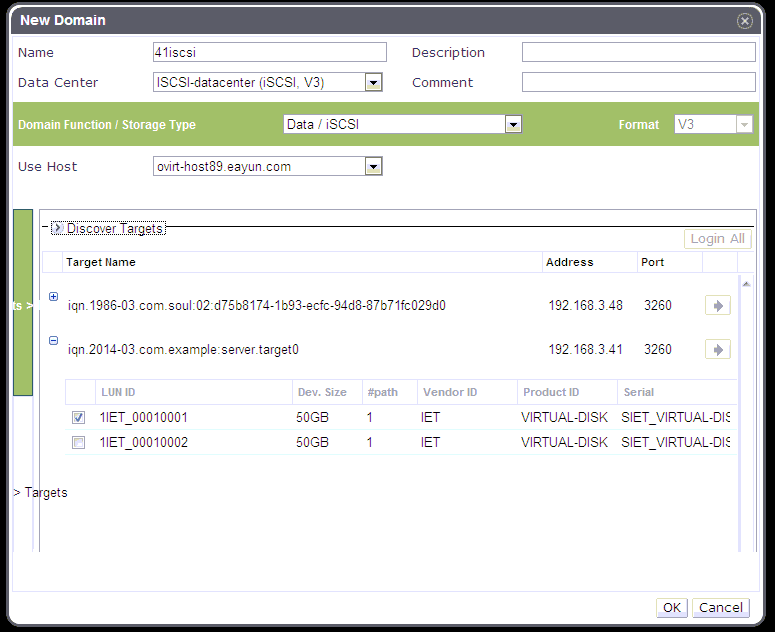 New Domain
Name 41iscsi Description
Data Center ISCSI-datacenter (iSCSI, V3) Comment
Domain Function / Storage Type Data / iSCSI Format V3
Use Host ovirt-host89.eayun.com
Discover Targets
Login All
Target Name Address Port
ts >
iqn.1986-03.com.soul:02:d75b8174-1b93-ecfc-94d8-87b71fc029d0 192.168.3.48 3260
iqn.2014-03.com.example:server.target0 192.168.3.41 3260
LUN ID Dev. Size #path Vendor ID Product ID Serial
1IET_00010001 50GB 1 IET VIRTUAL-DISK SIET_VIRTUAL-DIS
1IET_00010002 50GB 1 IET VIRTUAL-DISK SIET_VIRTUAL-DIS
> Targets
OK Cancel